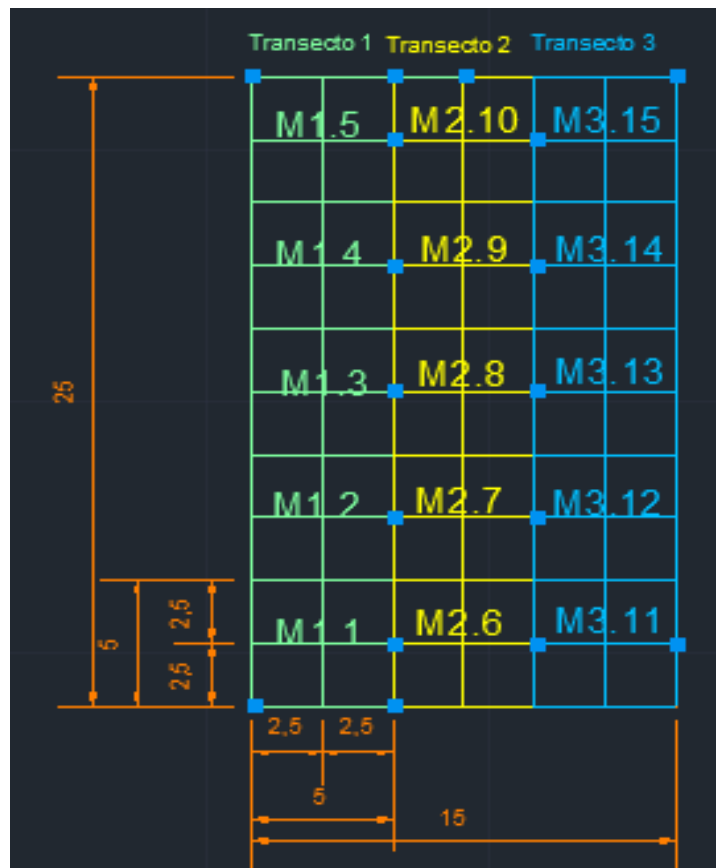 Transecto 1 Transecto 2 Transecto 3
M1.5 M2.10 M3.15
M1.4 M2.9 M3.14
25 M1.3 M2.8 M3.13
M1.2 M2.7 M3.12
2,5
5 M1.1 M2.6 M3.11
2,5
2,5 2,5
5
15